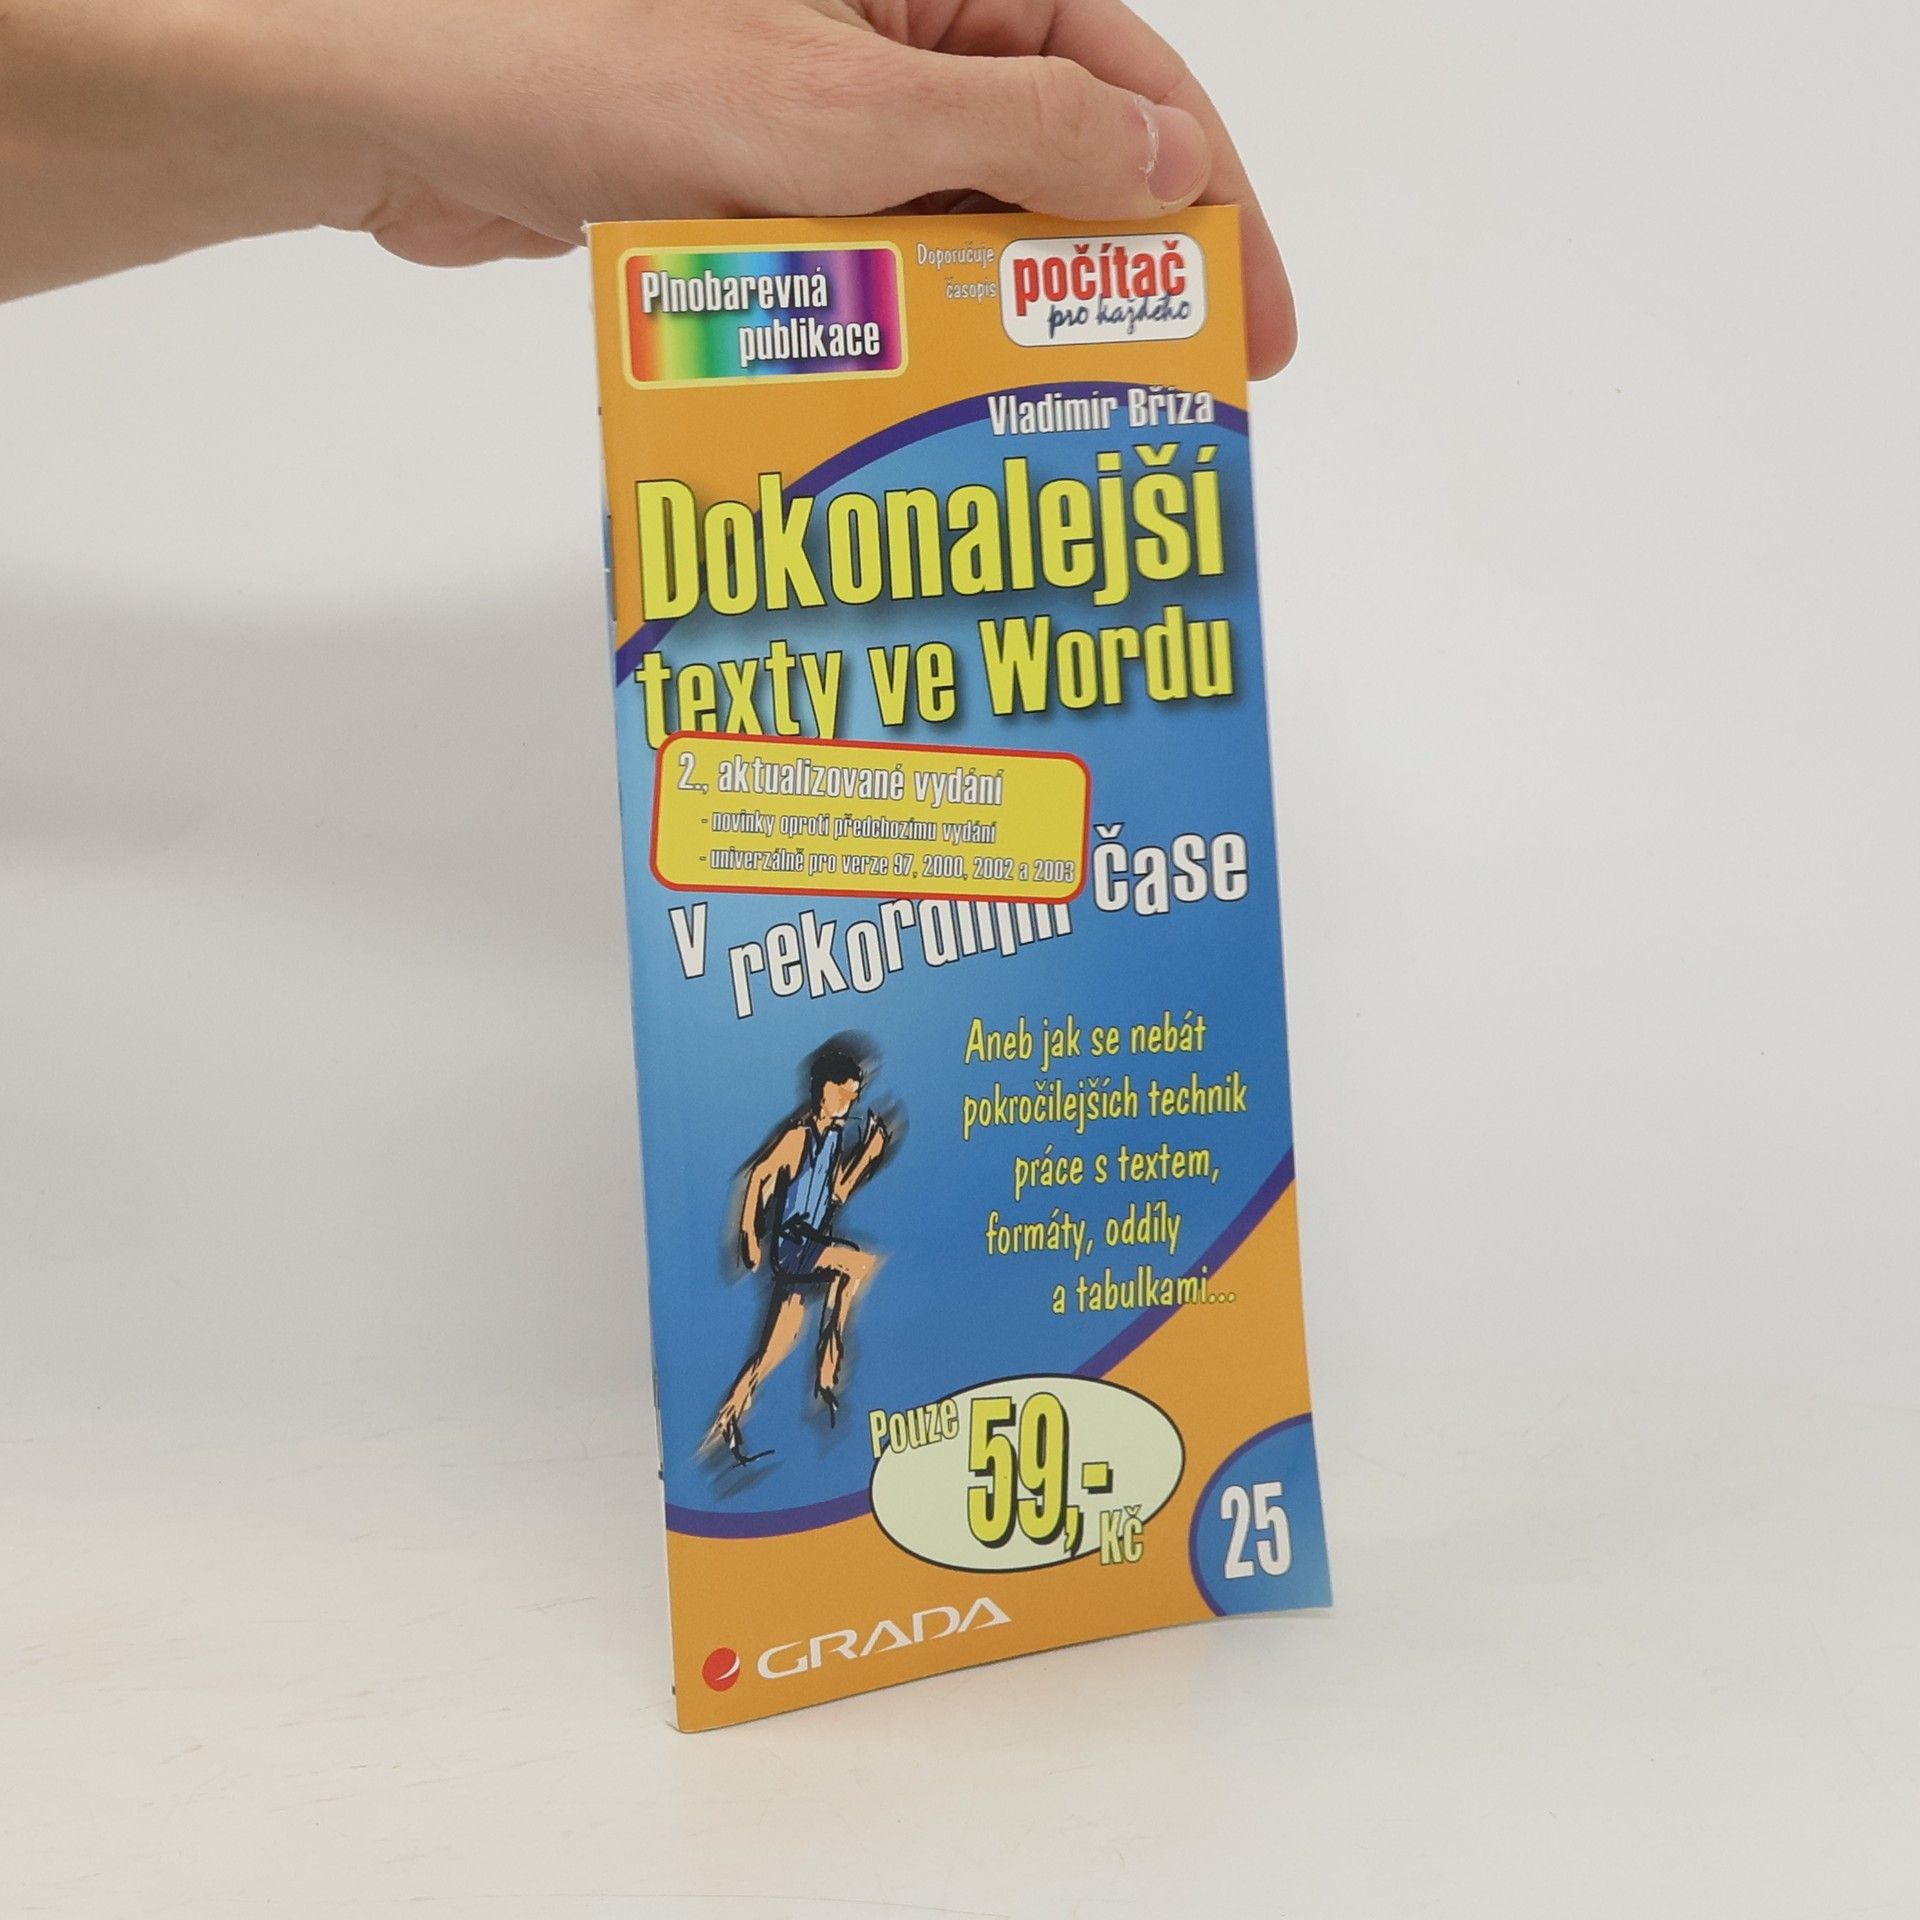 Plnobarevná
publikace
Doporučuje
časopis
počítač
pro každého
Vladimír Bříza
Dokonalejší
texty ve Wordu
2., aktualizované vydání
- novinky oproti předchozímu vydání
- univerzálně pro verze 97, 2000, 2002 a 2003
v rekordním čase
Aneb jak se nebát
pokročilejších technik
práce s textem,
formáty, oddíly
a tabulkami...
Pouze
59,-
Kč
25
GRADA